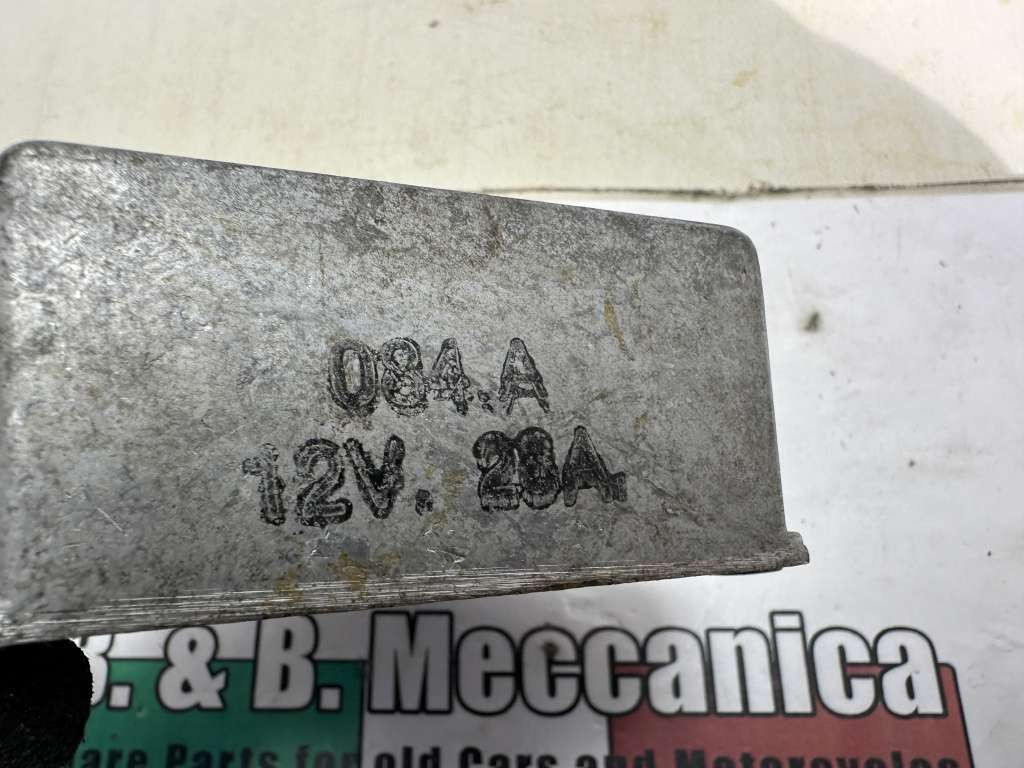 084.A
12V. 28A.
B. & B. Meccanica
are Parts for old Cars and Motorcycles